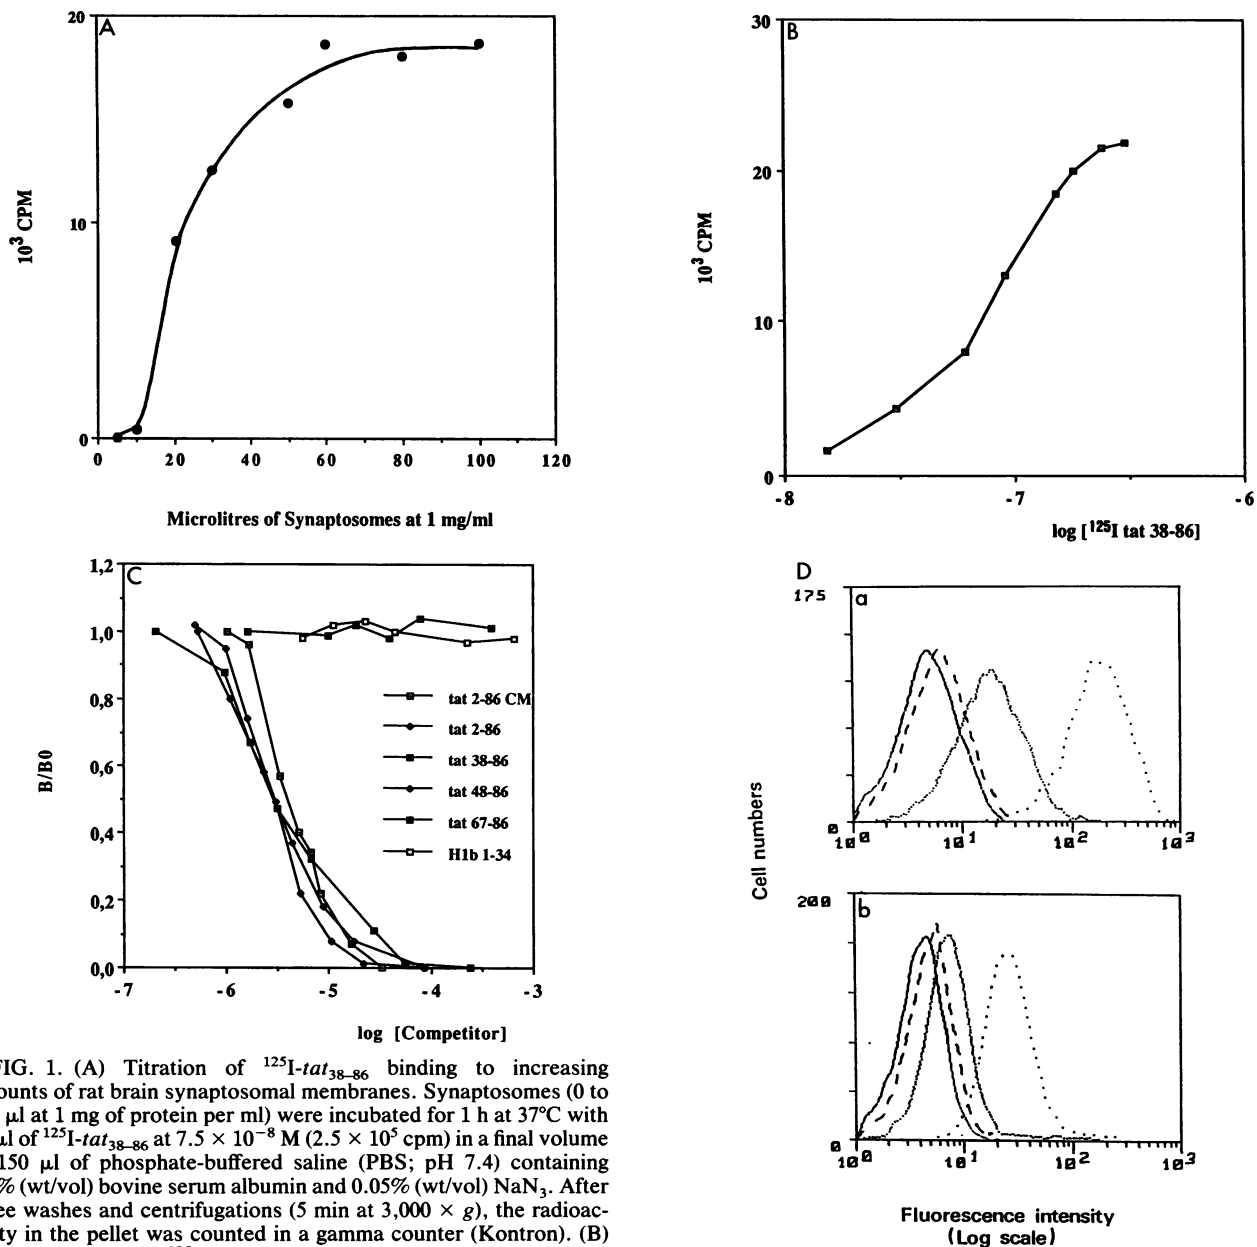 A
20
10
0
10³ CPM
0 20 40 60 80 100 120
Microlitres of Synaptosomes at 1 mg/ml
B
30
20
10
0
10³ CPM
-8 -7 -6
log [¹²⁵I tat 38-86]
C
1,2
1,0
0,8
0,6
0,4
0,2
0,0
B/B0
tat 2-86 CM
tat 2-86
tat 38-86
tat 48-86
tat 67-86
H1b 1-34
-7 -6 -5 -4 -3
log [Competitor]
D
175
a
0
10⁰ 10¹ 10² 10³
Cell numbers
200
b
0
10⁰ 10¹ 10² 10³
Fluorescence intensity
(Log scale)
FIG. 1. (A) Titration of ¹²⁵I-tat₃₈₋₈₆ binding to increasing
ounts of rat brain synaptosomal membranes. Synaptosomes (0 to
µl at 1 mg of protein per ml) were incubated for 1 h at 37°C with
µl of ¹²⁵I-tat₃₈₋₈₆ at 7.5 × 10⁻⁸ M (2.5 × 10⁵ cpm) in a final volume
150 µl of phosphate-buffered saline (PBS; pH 7.4) containing
% (wt/vol) bovine serum albumin and 0.05% (wt/vol) NaN₃. After
ee washes and centrifugations (5 min at 3,000 × g), the radioac-
ty in the pellet was counted in a gamma counter (Kontron). (B)